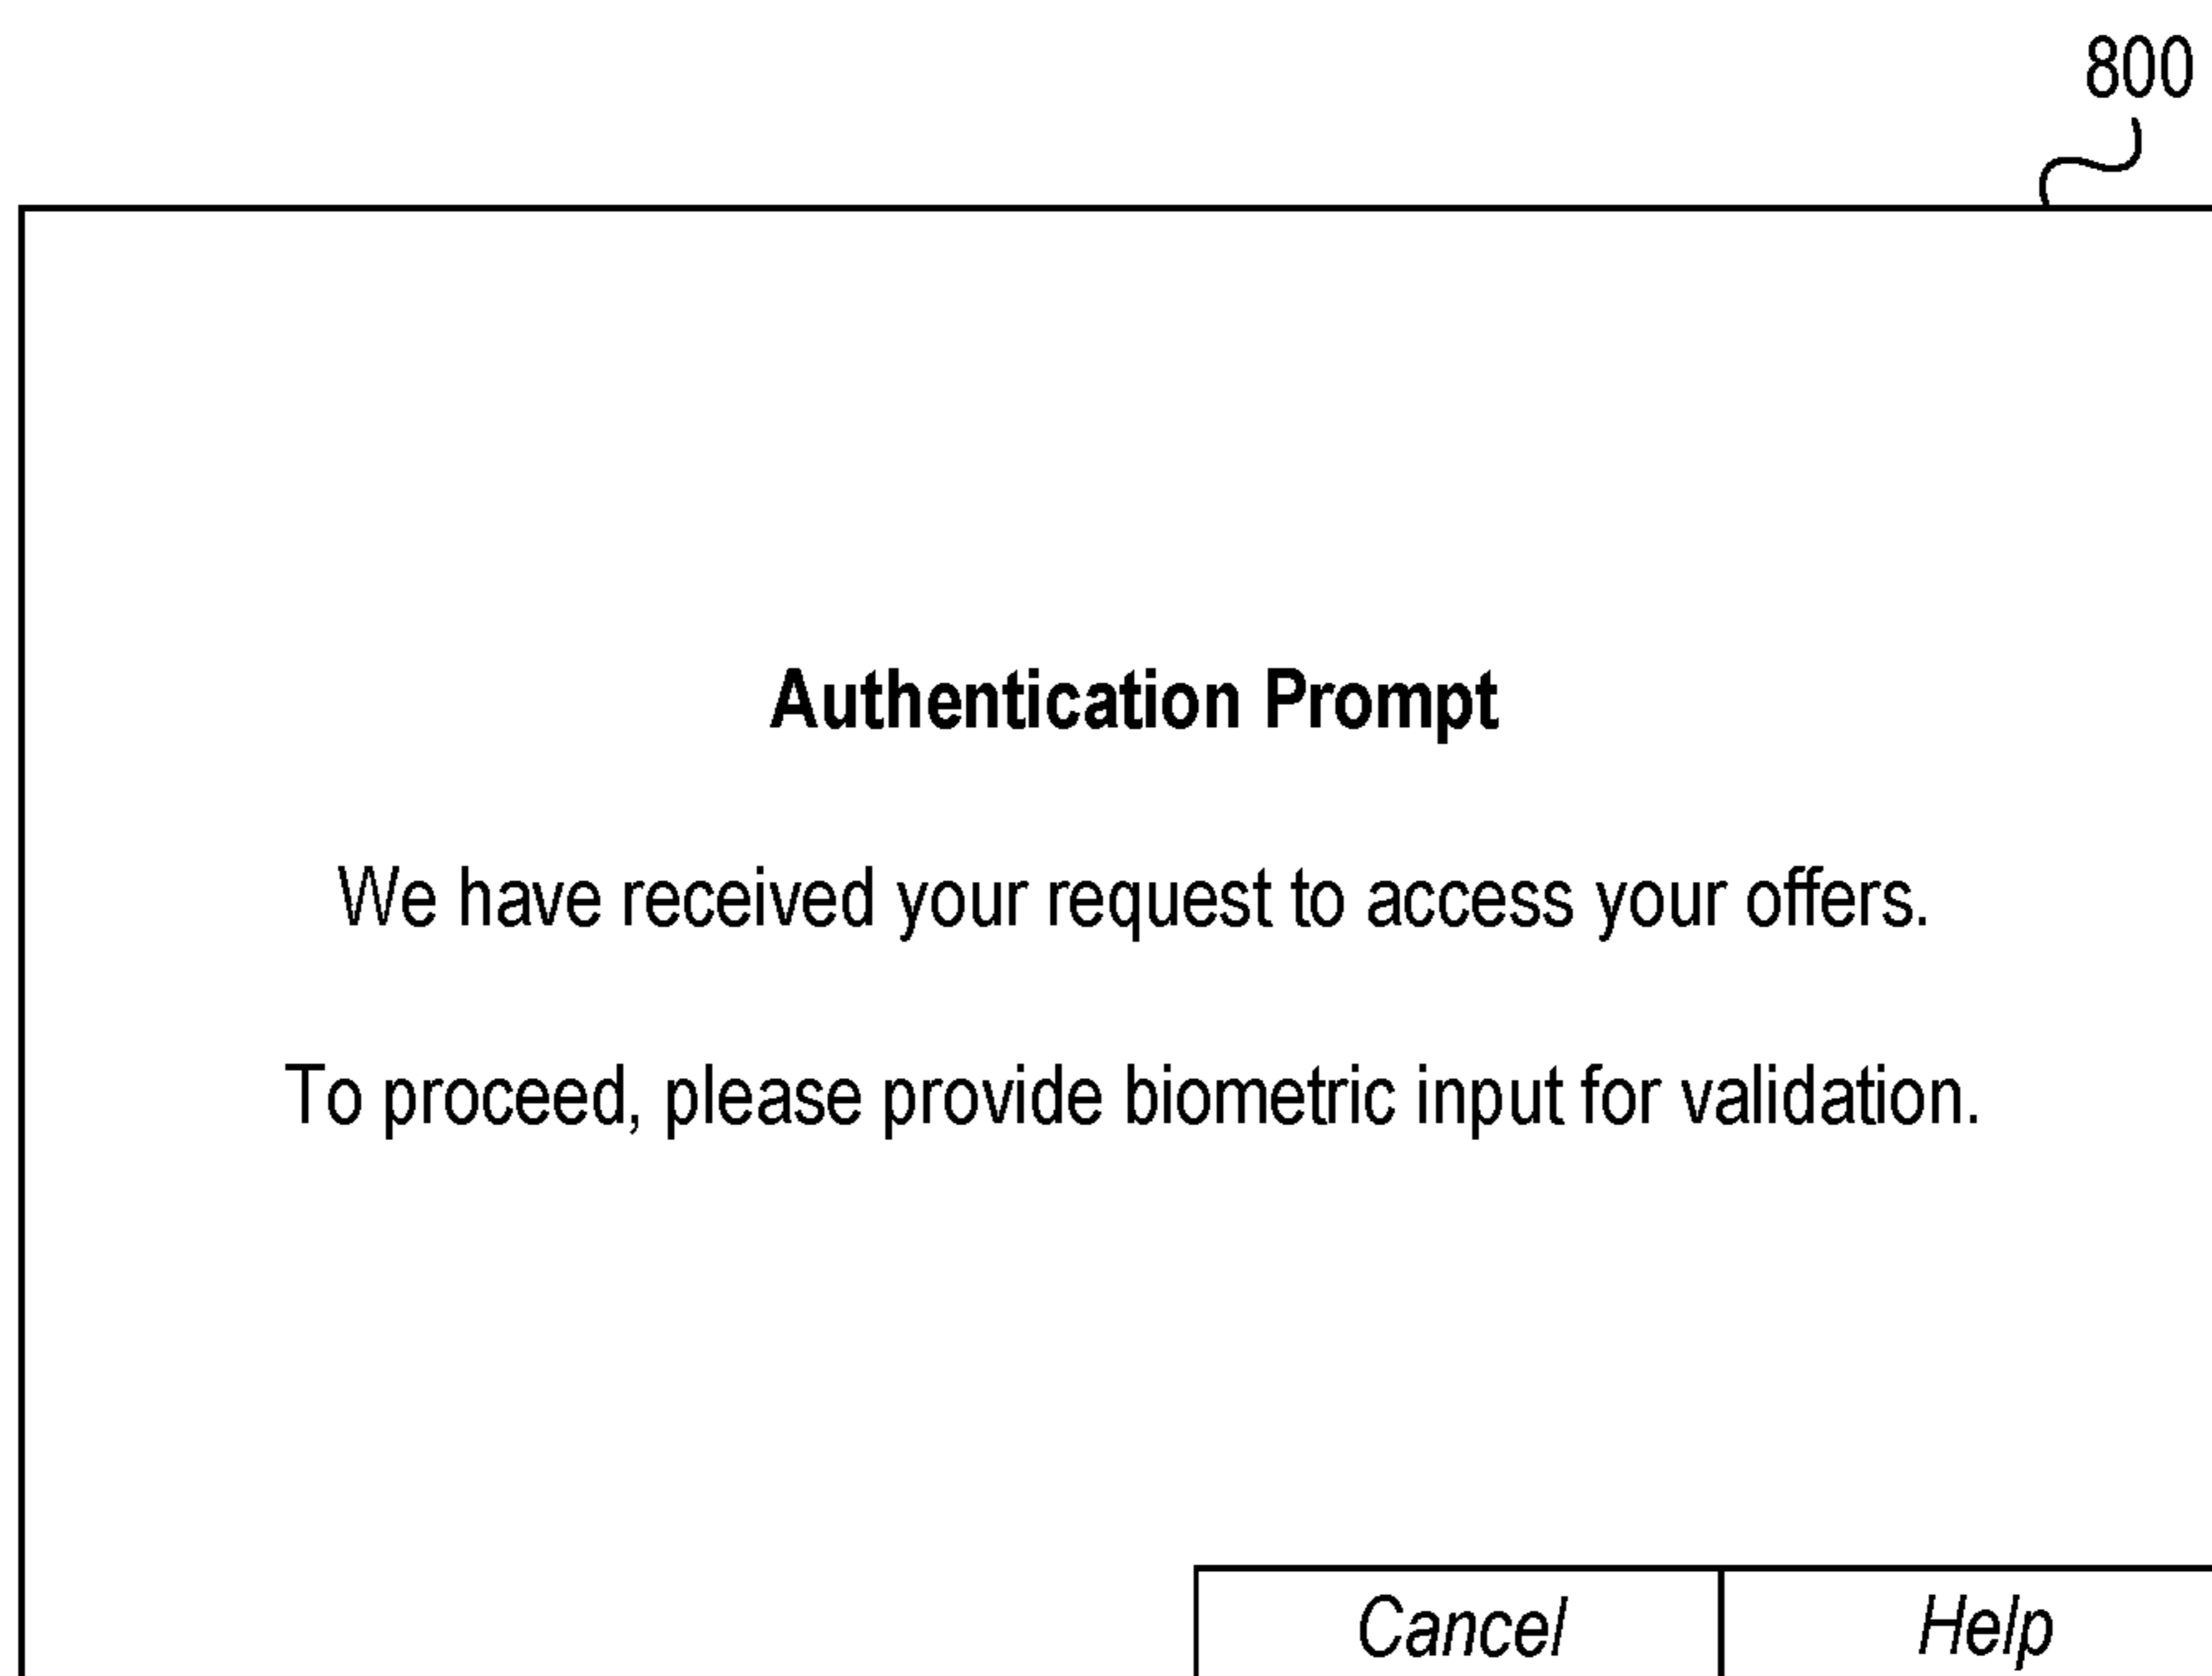 800
Authentication Prompt
We have received your request to access your offers.
To proceed, please provide biometric input for validation.
Cancel Help